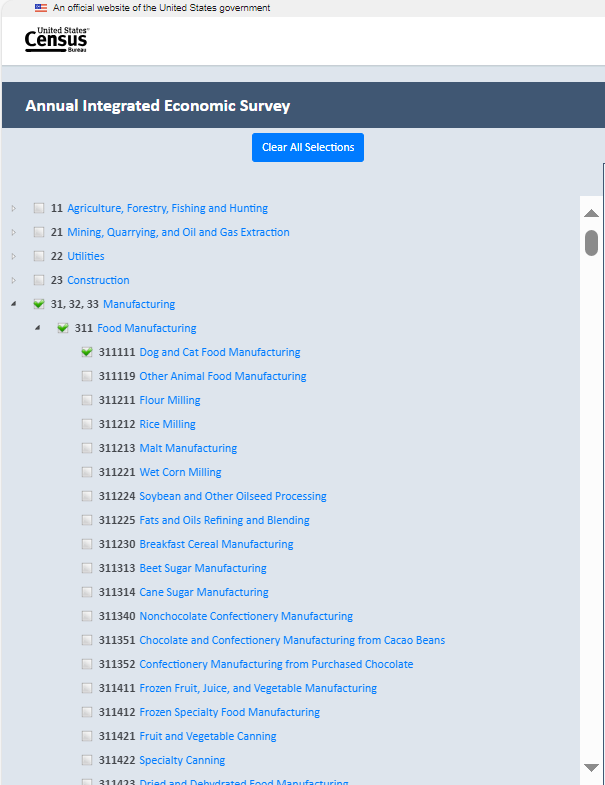 An official website of the United States government
United States®
Census
Bureau
Annual Integrated Economic Survey
Clear All Selections
11 Agriculture, Forestry, Fishing and Hunting
21 Mining, Quarrying, and Oil and Gas Extraction
22 Utilities
23 Construction
31, 32, 33 Manufacturing
311 Food Manufacturing
311111 Dog and Cat Food Manufacturing
311119 Other Animal Food Manufacturing
311211 Flour Milling
311212 Rice Milling
311213 Malt Manufacturing
311221 Wet Corn Milling
311224 Soybean and Other Oilseed Processing
311225 Fats and Oils Refining and Blending
311230 Breakfast Cereal Manufacturing
311313 Beet Sugar Manufacturing
311314 Cane Sugar Manufacturing
311340 Nonchocolate Confectionery Manufacturing
311351 Chocolate and Confectionery Manufacturing from Cacao Beans
311352 Confectionery Manufacturing from Purchased Chocolate
311411 Frozen Fruit, Juice, and Vegetable Manufacturing
311412 Frozen Specialty Food Manufacturing
311421 Fruit and Vegetable Canning
311422 Specialty Canning
311423 Dried and Dehydrated Food Manufacturing